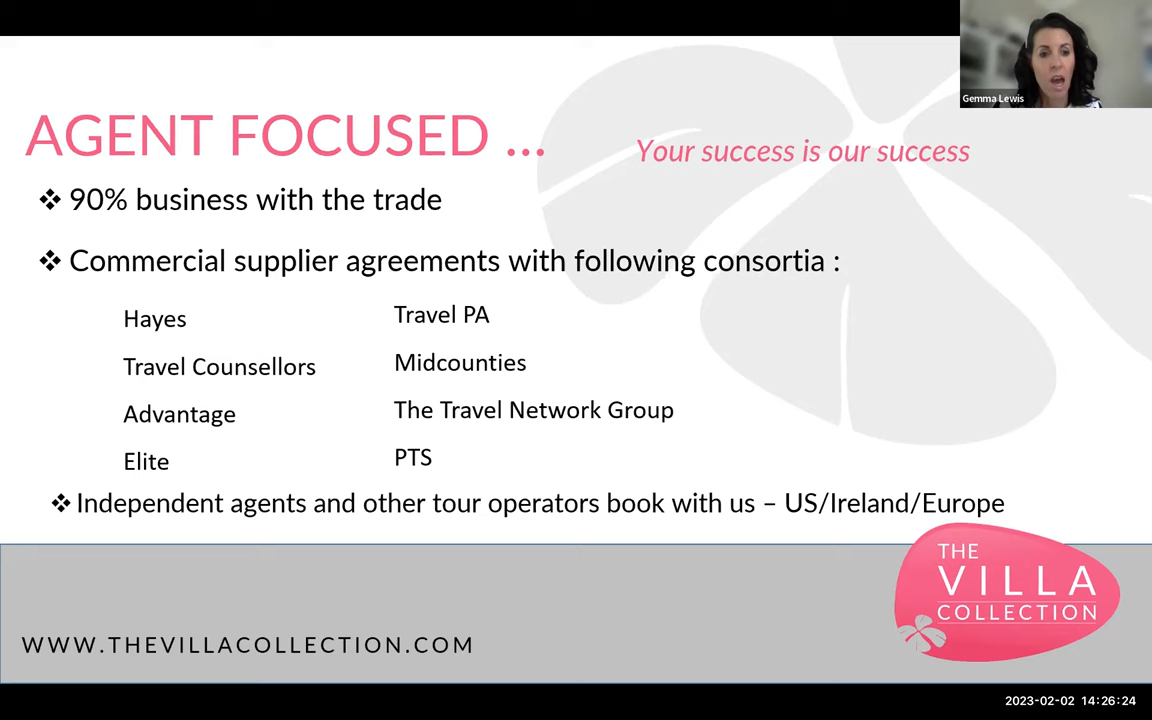 Gemma Lewis
AGENT FOCUSED ...
Your success is our success
❖ 90% business with the trade
❖ Commercial supplier agreements with following consortia :
Hayes
Travel Counsellors
Advantage
Elite
Travel PA
Midcounties
The Travel Network Group
PTS
❖ Independent agents and other tour operators book with us – US/Ireland/Europe
THE
VILLA
COLLECTION
WWW.THEVILLACOLLECTION.COM
2023-02-02 14:26:24